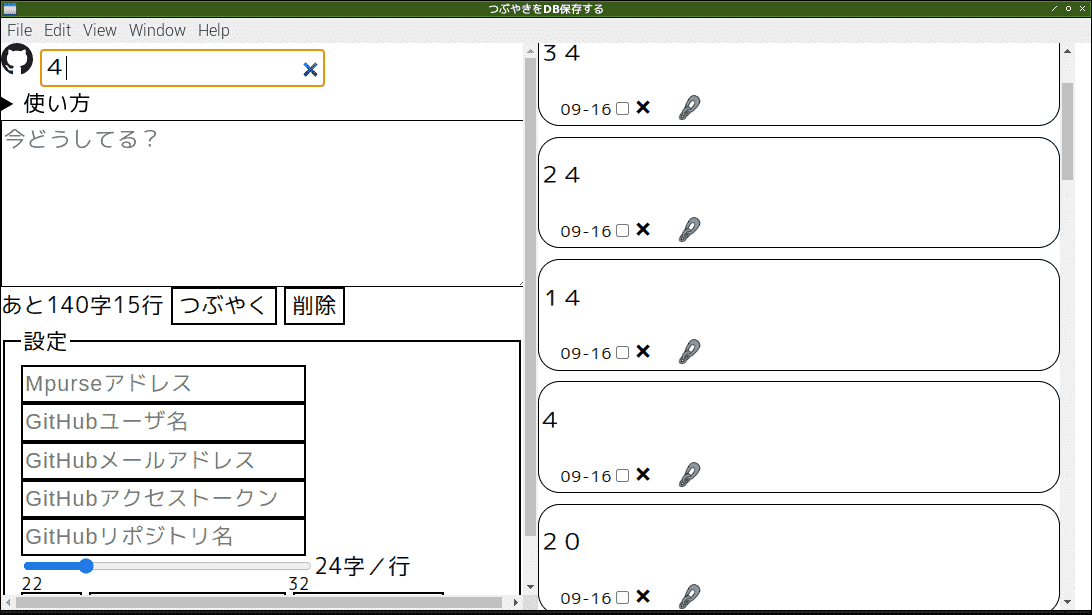 つぶやきをDB保存する
File Edit View Window Help
４
使い方
今どうしてる？
あと140字15行 つぶやく 削除
設定
Mpurseアドレス
GitHubユーザ名
GitHubメールアドレス
GitHubアクセストークン
GitHubリポジトリ名
24字／行
22 32
３４
09-16
２４
09-16
１４
09-16
４
09-16
２０
09-16